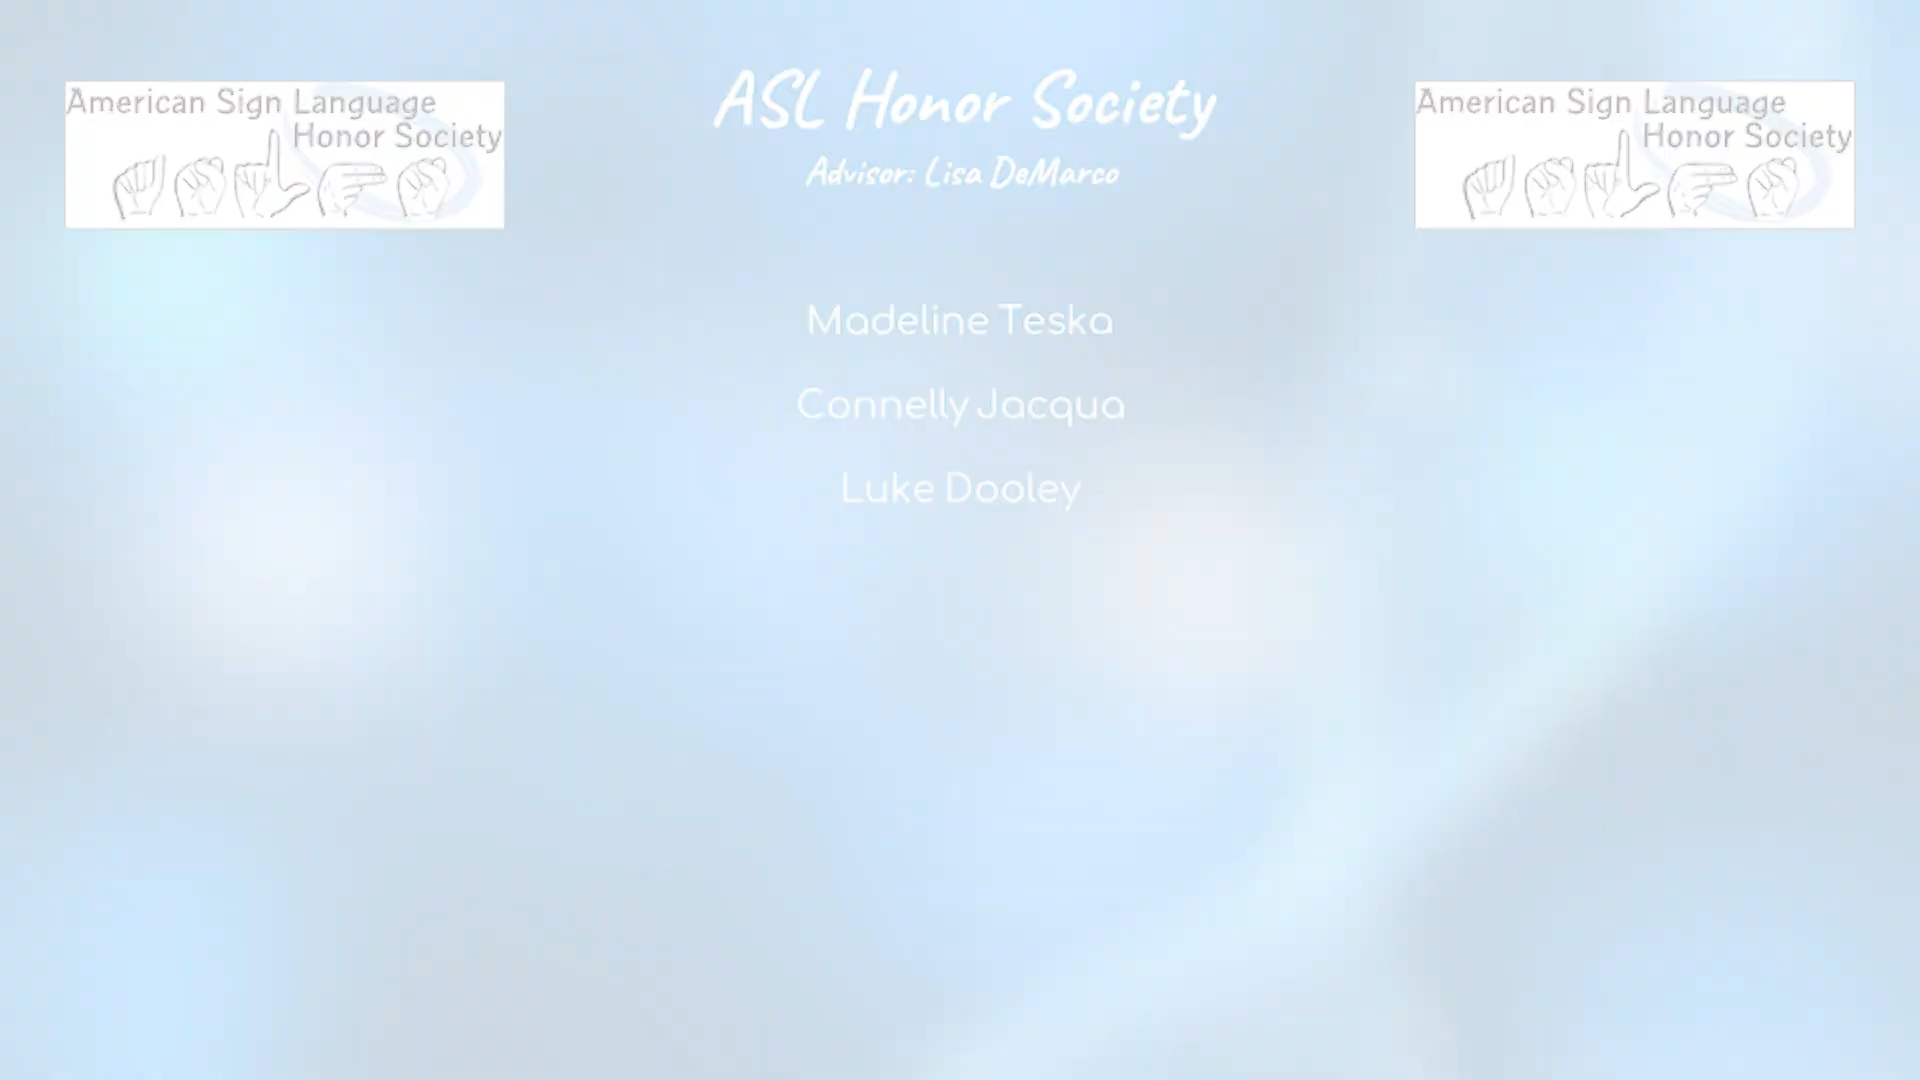 American Sign Language
Honor Society
ASL Honor Society
Advisor: Lisa DeMarco
American Sign Language
Honor Society
Madeline Teska
Connelly Jacqua
Luke Dooley